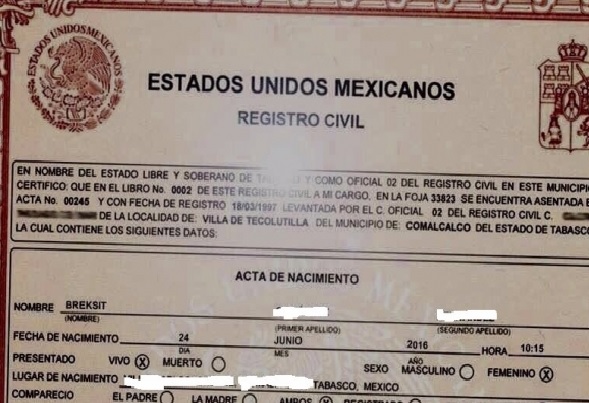 ESTADOS UNIDOS MEXICANOS
ESTADOS UNIDOS MEXICANOS
REGISTRO CIVIL
EN NOMBRE DEL ESTADO LIBRE Y SOBERANO DE Y COMO OFICIAL 02 DEL REGISTRO CIVIL EN ESTE MUNICIPI
CERTIFICO: QUE EN EL LIBRO No. 0002 DE ESTE REGISTRO CIVIL A MI CARGO, EN LA FOJA 33823 SE ENCUENTRA ASENTADA E
ACTA No. 00245 Y CON FECHA DE REGISTRO 18/03/1997 LEVANTADA POR EL C. OFICIAL 02 DEL REGISTRO CIVIL C.
DE LA LOCALIDAD DE: VILLA DE TECOLUTILLA DEL MUNICIPIO DE: COMALCALCO DEL ESTADO DE TABASC
LA CUAL CONTIENE LOS SIGUIENTES DATOS:
ACTA DE NACIMIENTO
NOMBRE BREKSIT
(NOMBRE) (PRIMER APELLIDO) (SEGUNDO APELLIDO)
FECHA DE NACIMIENTO 24 JUNIO 2016 HORA 10:15
DIA MES AÑO
PRESENTADO VIVO X MUERTO SEXO MASCULINO FEMENINO X
LUGAR DE NACIMIENTO TABASCO, MEXICO
COMPARECIO EL PADRE LA MADRE AMBOS